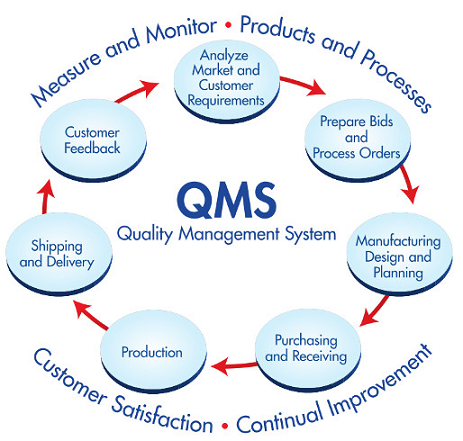 Measure and Monitor • Products and Processes
Analyze
Market and
Customer
Requirements
Prepare Bids
and
Process Orders
Manufacturing
Design and
Planning
Purchasing
and Receiving
Production
Shipping
and Delivery
Customer
Feedback
QMS
Quality Management System
Customer Satisfaction • Continual Improvement